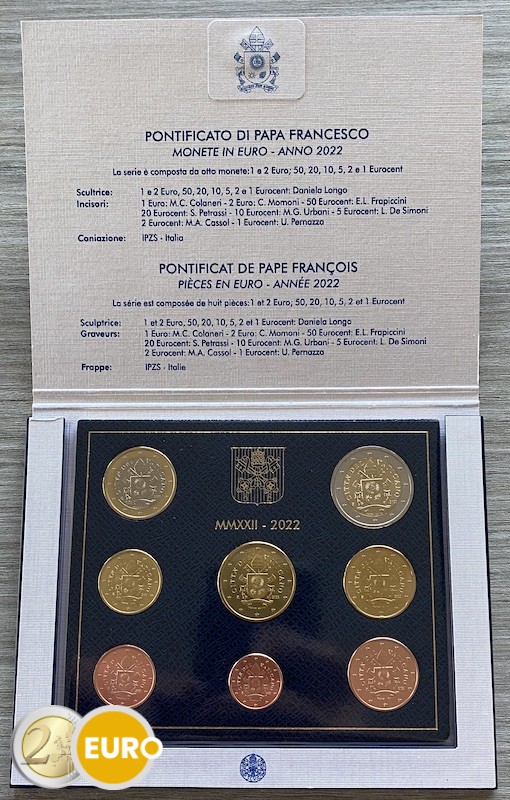 PONTIFICATO DI PAPA FRANCESCO
MONETE IN EURO - ANNO 2022
La serie è composta da otto monete:1 e 2 Euro; 50, 20, 10, 5, 2 e 1 Eurocent
Scultrice: 1 e 2 Euro, 50, 20, 10, 5, 2 e 1 Eurocent: Daniela Longo
Incisori: 1 Euro: M.C. Colaneri - 2 Euro: C. Momoni - 50 Eurocent: E.L. Frapiccini
20 Eurocent: S. Petrassi - 10 Eurocent: M.G. Urbani - 5 Eurocent: L. De Simoni
2 Eurocent: M.A. Cassol - 1 Eurocent: U. Pernazza
Coniazione: IPZS - Italia
PONTIFICAT DE PAPE FRANÇOIS
PIÈCES EN EURO - ANNÉE 2022
La série est composée de huit pièces: 1 et 2 Euro; 50, 20, 10, 5, 2 et 1 Eurocent
Sculptrice: 1 et 2 Euro, 50, 20, 10, 5, 2 et 1 Eurocent: Daniela Longo
Graveurs: 1 Euro: M.C. Colaneri - 2 Euro: C. Momoni - 50 Eurocent: E.L. Frapiccini
20 Eurocent: S. Petrassi - 10 Eurocent: M.G. Urbani - 5 Eurocent: L. De Simoni
2 Eurocent: M.A. Cassol - 1 Eurocent: U. Pernazza
Frappe: IPZS - Italie
MMXXII - 2022
CITTÀ DEL VATICANO
2 EURO